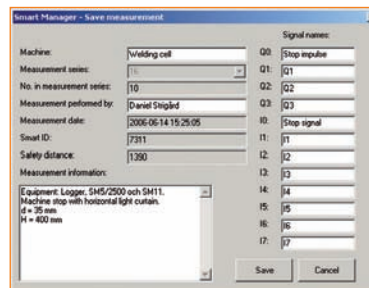 Smart Manager - Save measurement
Signal names:
Machine: Welding cell
Measurement series: 16
No. in measurement series: 10
Measurement peformed by: Daniel Strigård
Measurement date: 2006-06-14 15:25:05
Smart ID: 7311
Safety distance: 1390
Measurement information:
Equipment: Logger, SM5/2500 och SM11.
Machine stop with horizontal light curtain.
d = 35 mm
H = 400 mm
Q0: Stop impulse
Q1: Q1
Q2: Q2
Q3: Q3
I0: Stop signal
I1: I1
I2: I2
I3: I3
I4: I4
I5: I5
I6: I6
I7: I7
Save Cancel